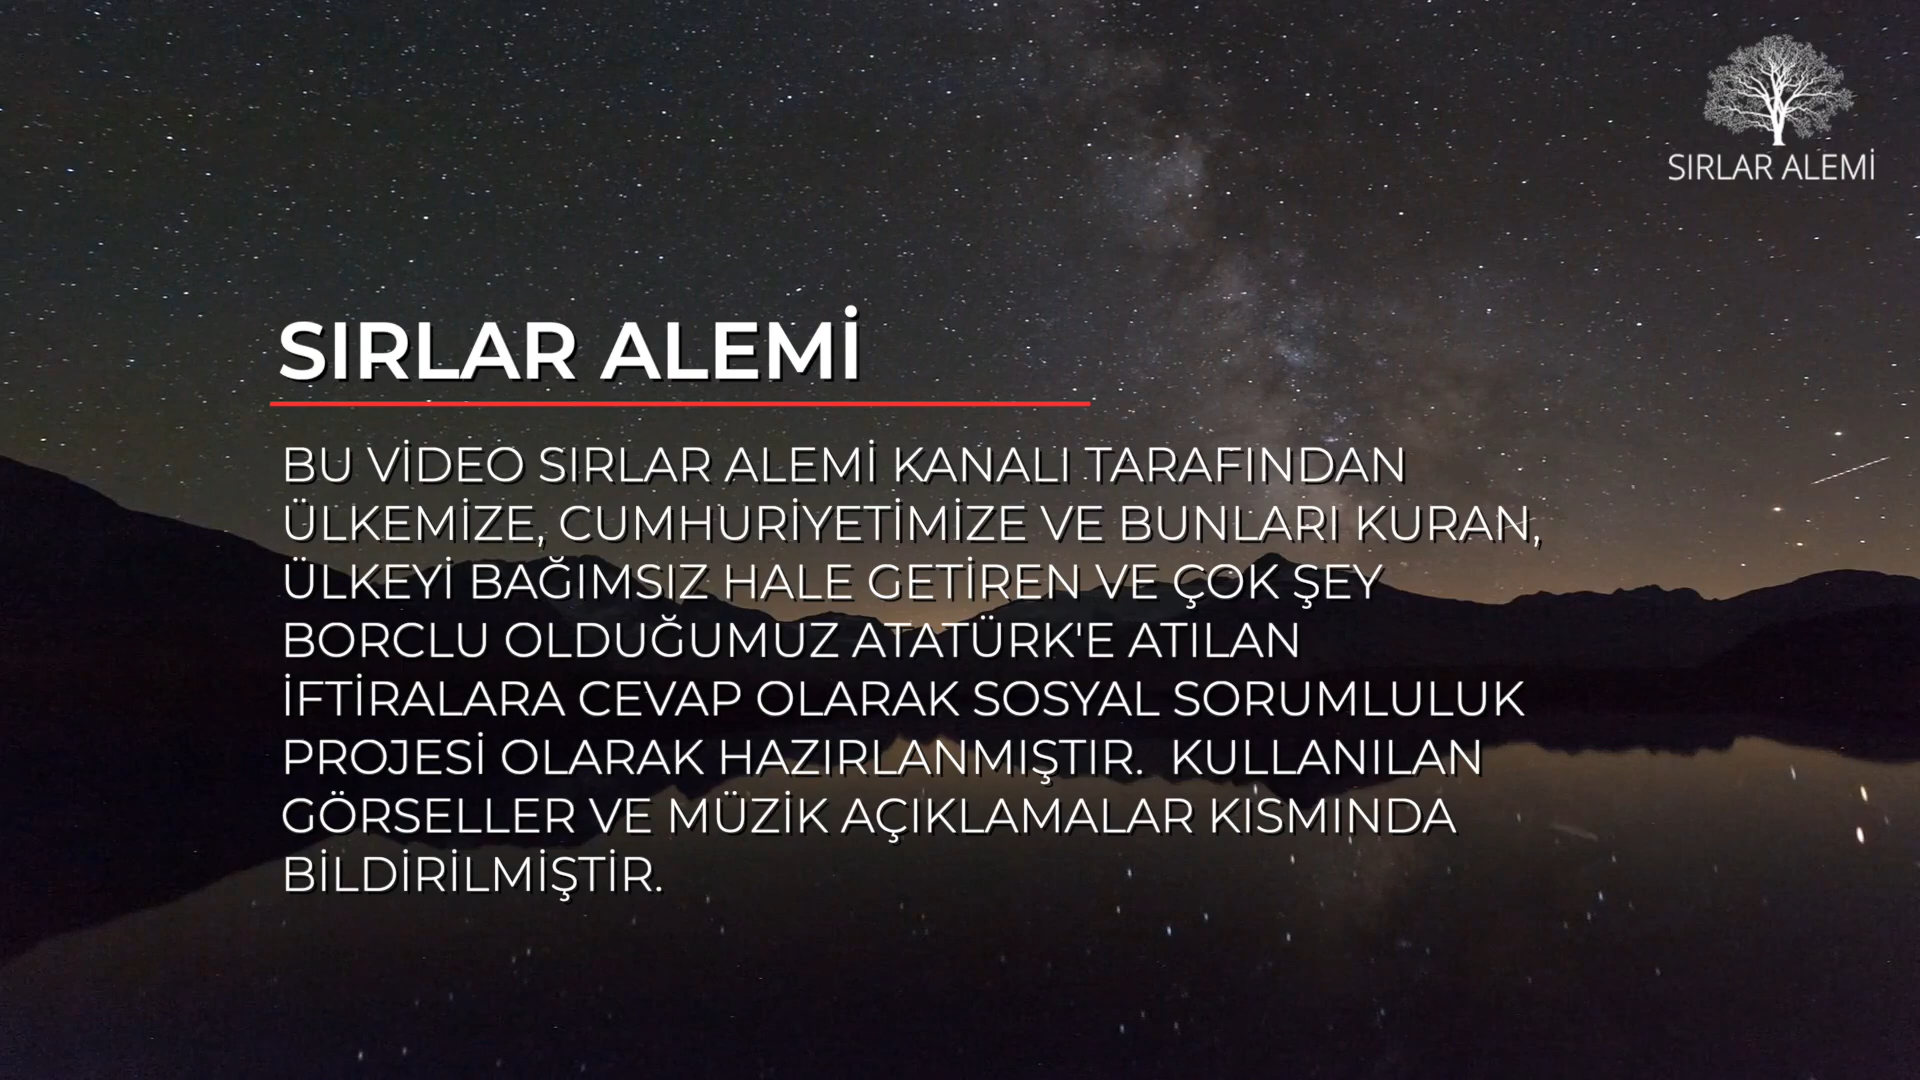 SIRLAR ALEMİ
SIRLAR ALEMİ
BU VİDEO SIRLAR ALEMİ KANALI TARAFINDAN
ÜLKEMİZE, CUMHURİYETİMİZE VE BUNLARI KURAN,
ÜLKEYİ BAĞIMSIZ HALE GETİREN VE ÇOK ŞEY
BORCLU OLDUĞUMUZ ATATÜRK'E ATILAN
İFTİRALARA CEVAP OLARAK SOSYAL SORUMLULUK
PROJESİ OLARAK HAZIRLANMIŞTIR.  KULLANILAN
GÖRSELLER VE MÜZİK AÇIKLAMALAR KISMINDA
BİLDİRİLMİŞTİR.